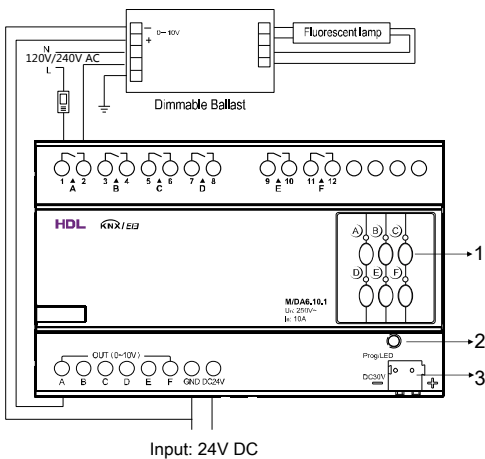 − 0~10V
+
N
120V/240V AC
L
Fluorescent lamp
Dimmable Ballast
1 2 3 4 5 6 7 8 9 10 11 12
A B C D E F
HDL KNX/EIB
A) B) C)
D) E) F)
1
M/DA6.10.1
Un: 250V~
In: 10A
2
Prog/LED
OUT (0~10V)
A B C D E F GND DC24V
DC30V
− +
3
Input: 24V DC